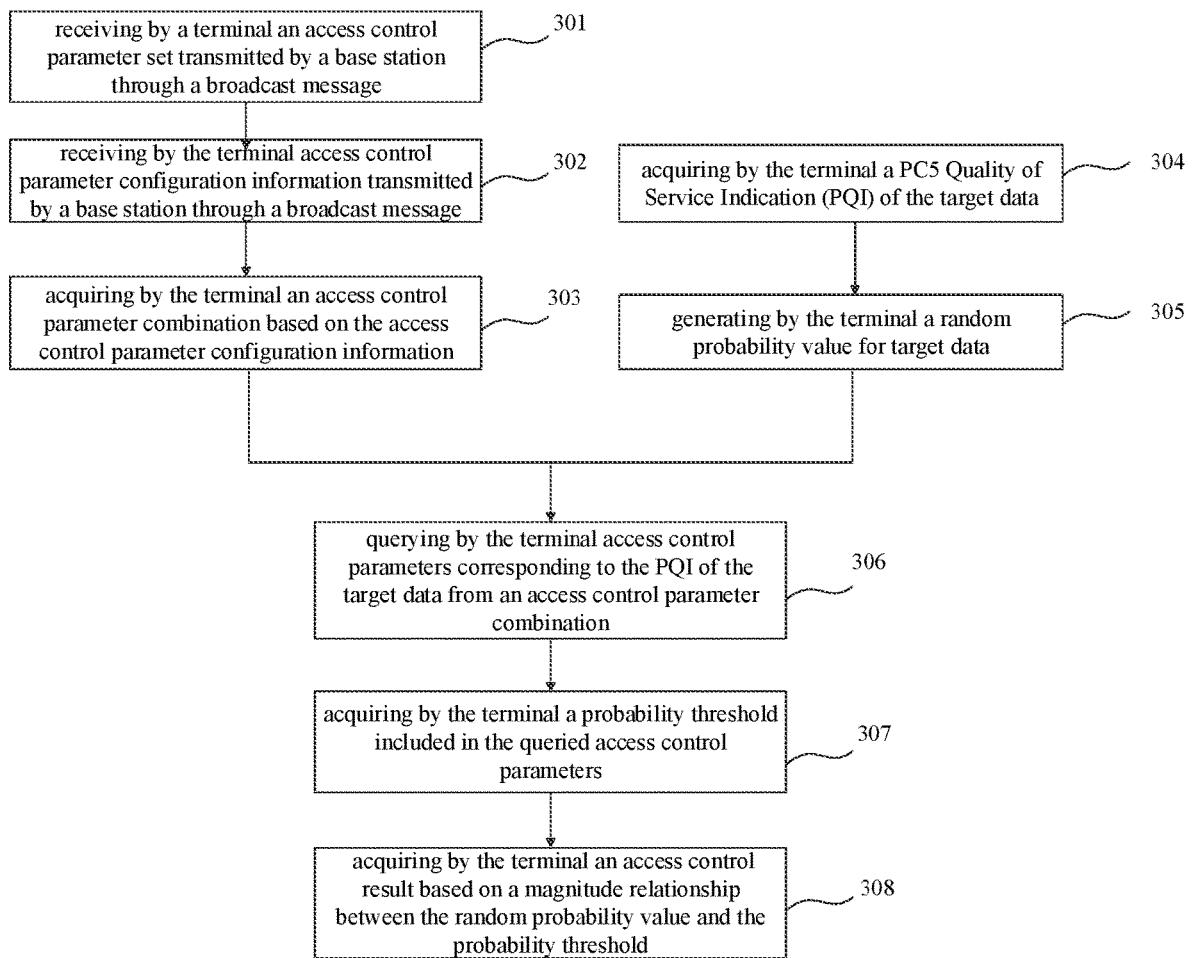 receiving by a terminal an access control
parameter set transmitted by a base station
through a broadcast message
301
receiving by the terminal access control
parameter configuration information transmitted
by a base station through a broadcast message
302
acquiring by the terminal an access control
parameter combination based on the access
control parameter configuration information
303
acquiring by the terminal a PC5 Quality of
Service Indication (PQI) of the target data
304
generating by the terminal a random
probability value for target data
305
querying by the terminal access control
parameters corresponding to the PQI of the
target data from an access control parameter
combination
306
acquiring by the terminal a probability threshold
included in the queried access control
parameters
307
acquiring by the terminal an access control
result based on a magnitude relationship
between the random probability value and the
probability threshold
308